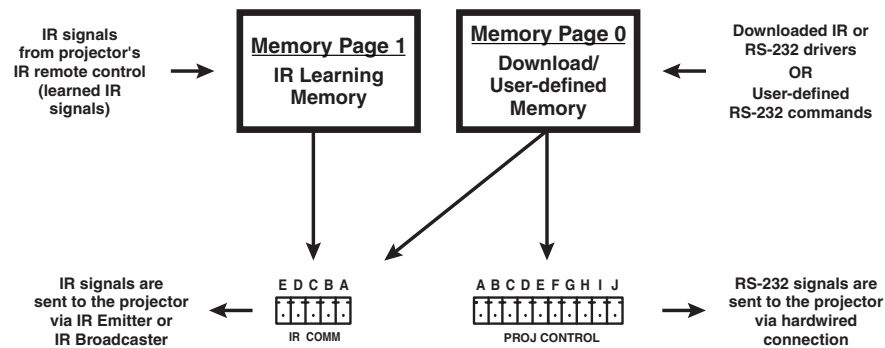 IR signals
from projector's
IR remote control
(learned IR
signals)
Memory Page 1
IR Learning
Memory
Memory Page 0
Download/
User-defined
Memory
Downloaded IR or
RS-232 drivers
OR
User-defined
RS-232 commands
IR signals are
sent to the projector
via IR Emitter or
IR Broadcaster
E D C B A
IR COMM
A B C D E F G H I J
PROJ CONTROL
RS-232 signals are
sent to the projector
via hardwired
connection